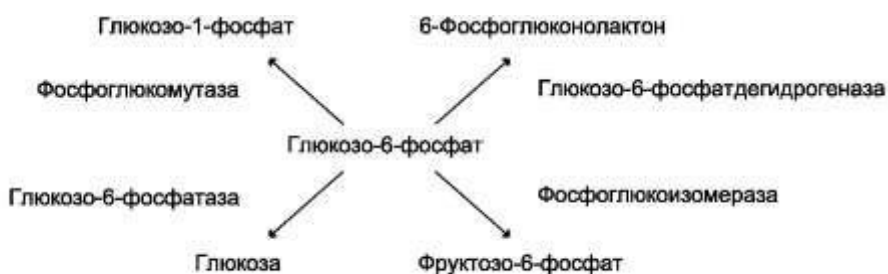 Глюкозо-1-фосфат 6-Фосфоглюконолактон
Фосфоглюкомутаза Глюкозо-6-фосфатдегидрогеназа
Глюкозо-6-фосфат
Глюкозо-6-фосфатаза Фосфоглюкоизомераза
Глюкоза Фруктозо-6-фосфат